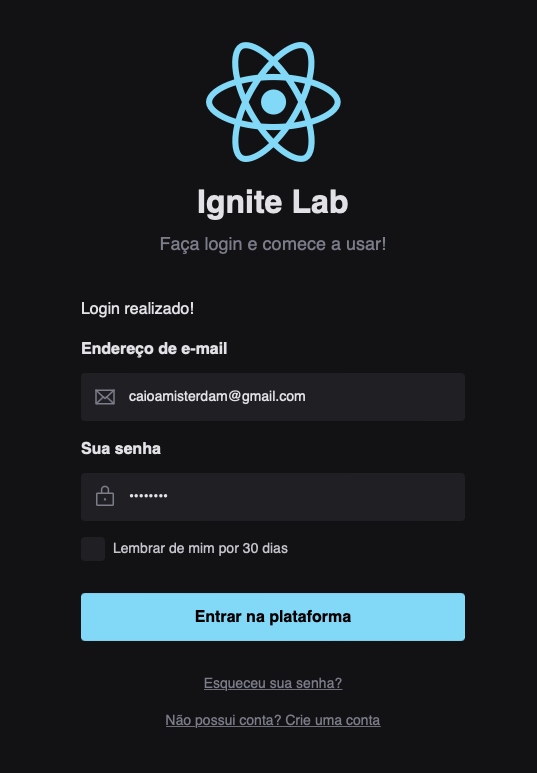 Ignite Lab
Faça login e comece a usar!
Login realizado!
Endereço de e-mail
caioamisterdam@gmail.com
Sua senha
••••••••
Lembrar de mim por 30 dias
Entrar na plataforma
Esqueceu sua senha?
Não possui conta? Crie uma conta